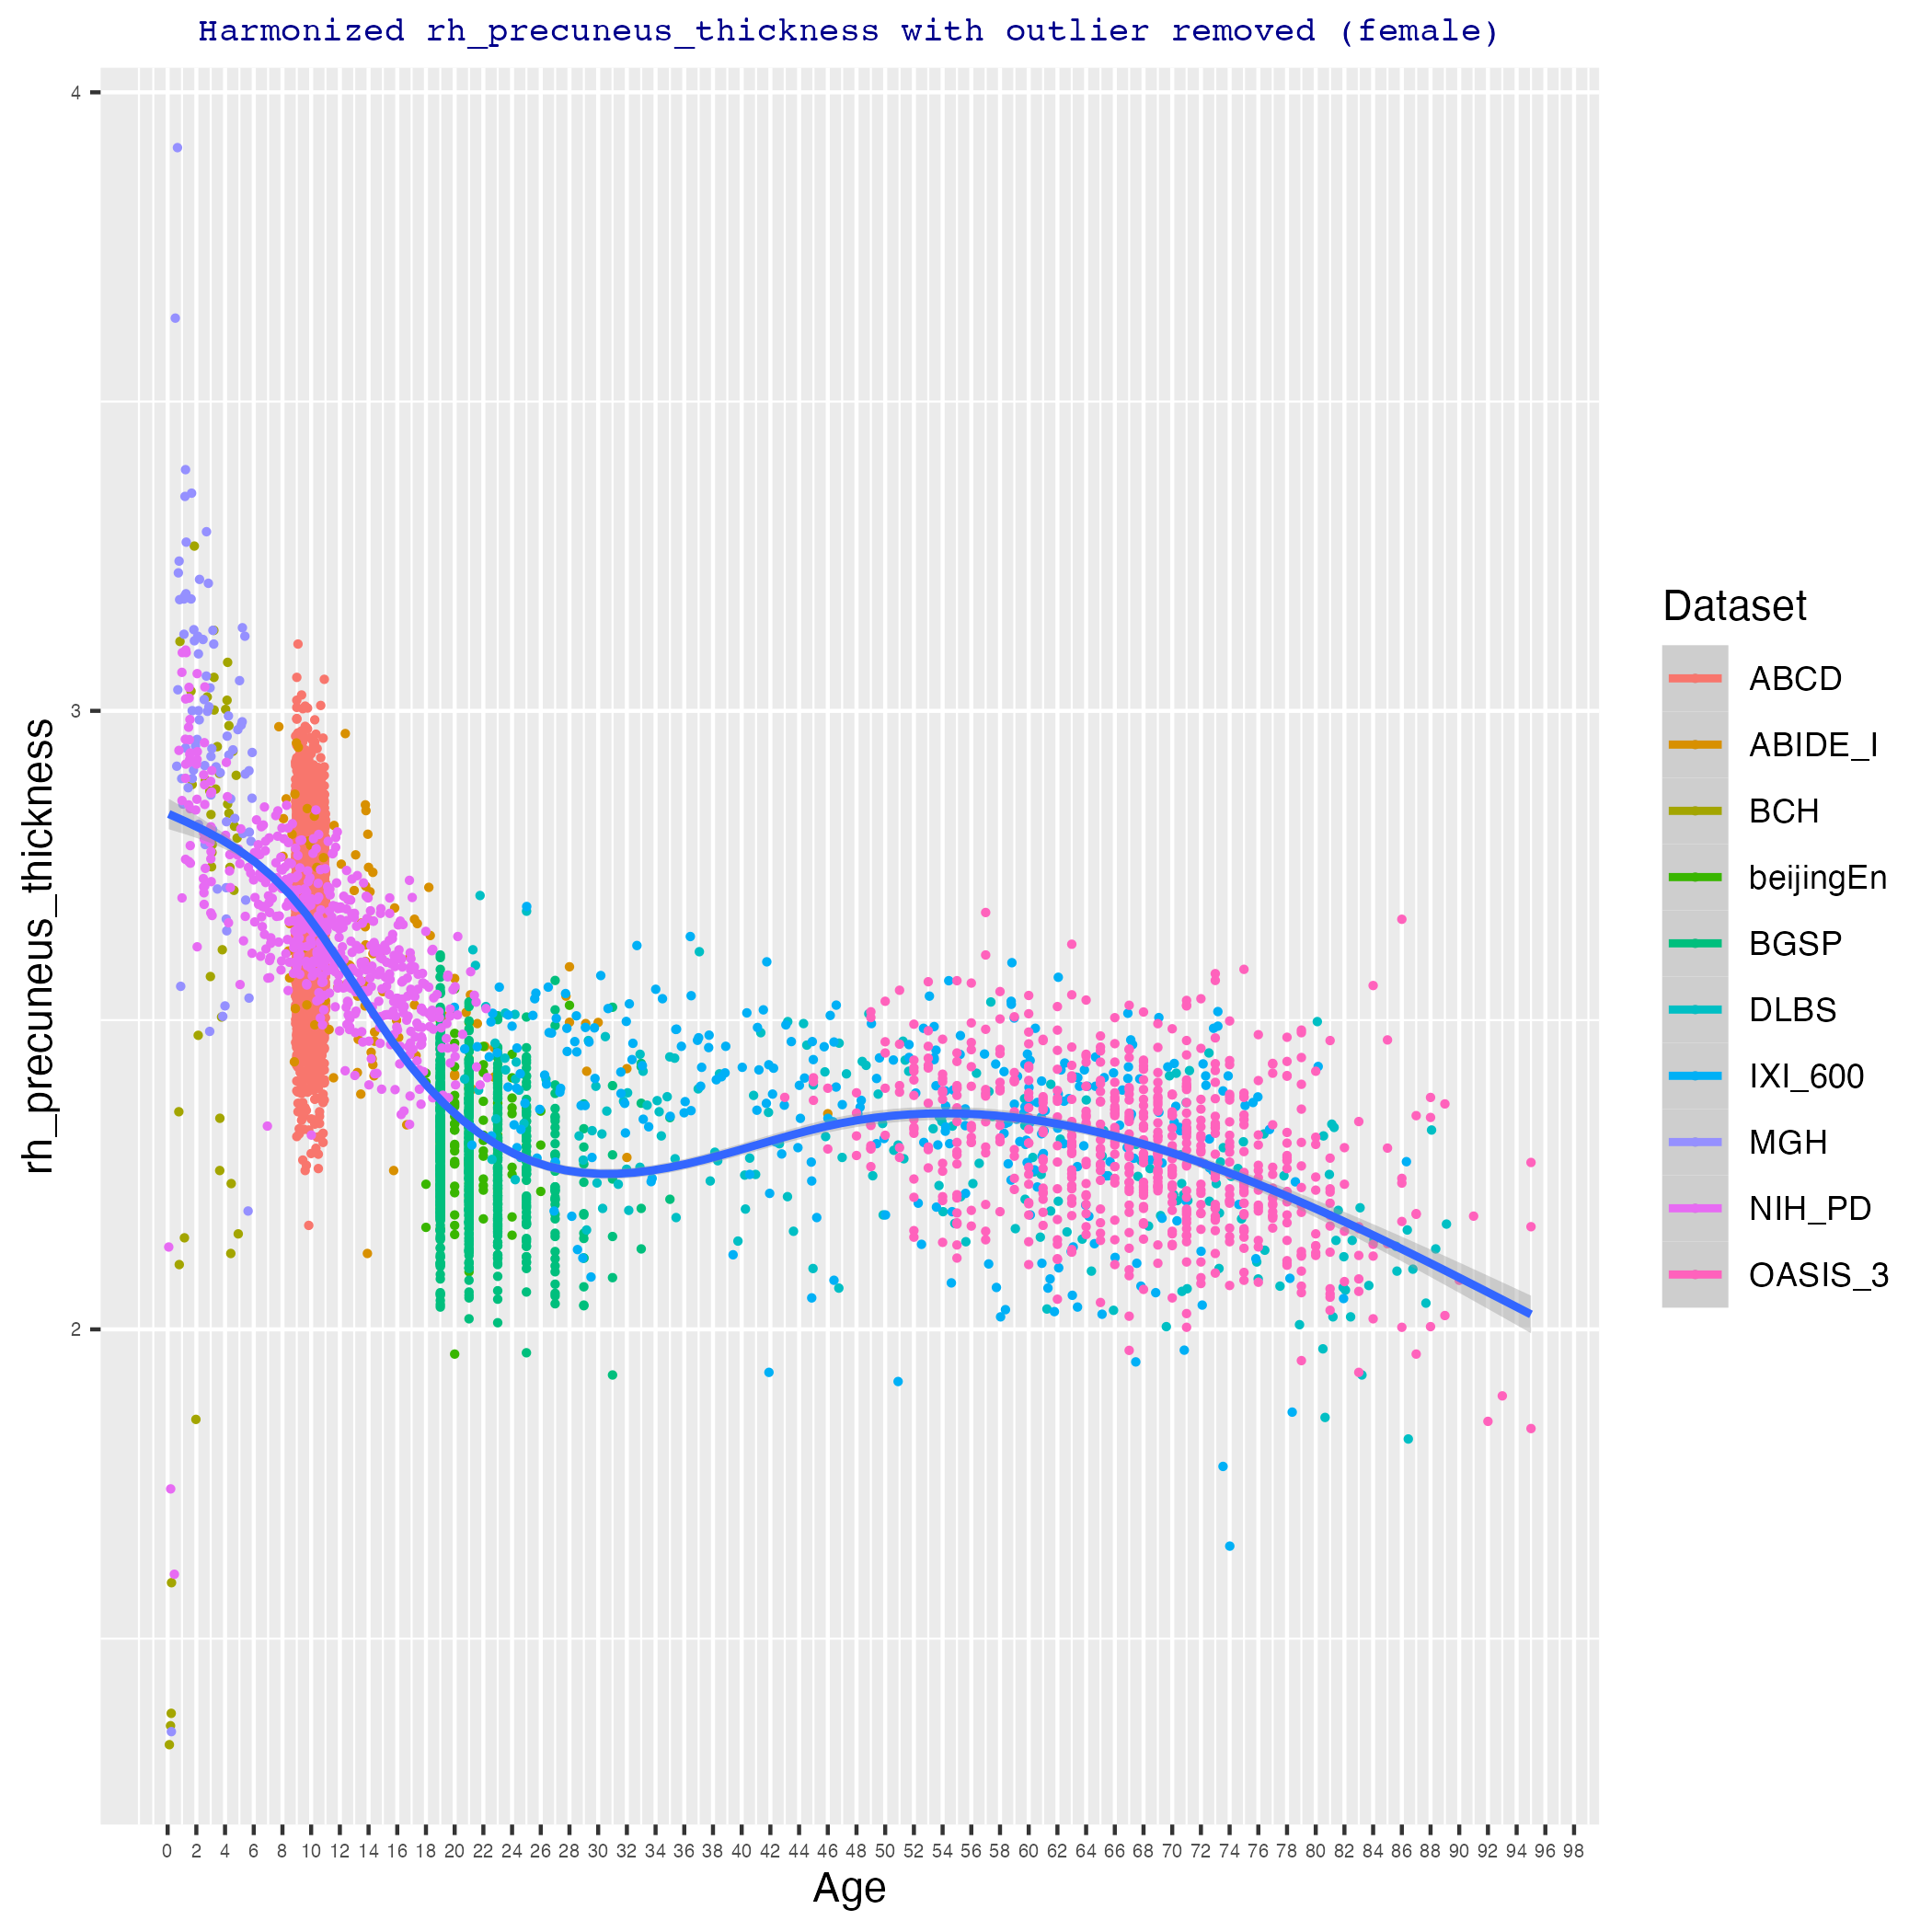 Harmonized rh_precuneus_thickness with outlier removed (female)
rh_precuneus_thickness
4
3
2
0 2 4 6 8 10 12 14 16 18 20 22 24 26 28 30 32 34 36 38 40 42 44 46 48 50 52 54 56 58 60 62 64 66 68 70 72 74 76 78 80 82 84 86 88 90 92 94 96 98
Age
Dataset
ABCD
ABIDE_I
BCH
beijingEn
BGSP
DLBS
IXI_600
MGH
NIH_PD
OASIS_3